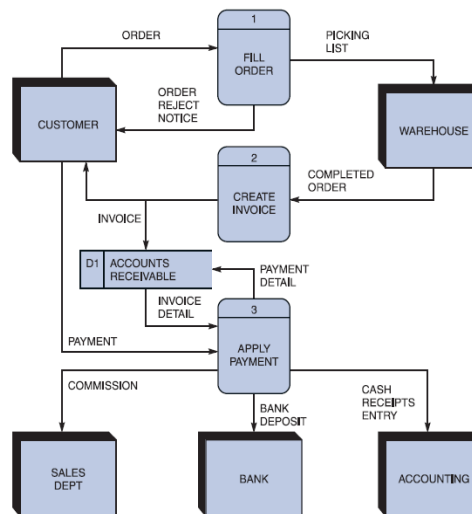 1
ORDER
FILL
ORDER
PICKING
LIST
ORDER
REJECT
NOTICE
CUSTOMER
WAREHOUSE
2
COMPLETED
ORDER
CREATE
INVOICE
INVOICE
D1 ACCOUNTS
RECEIVABLE
PAYMENT
DETAIL
INVOICE
DETAIL
3
PAYMENT
APPLY
PAYMENT
COMMISSION
BANK
DEPOSIT
CASH
RECEIPTS
ENTRY
SALES
DEPT
BANK
ACCOUNTING